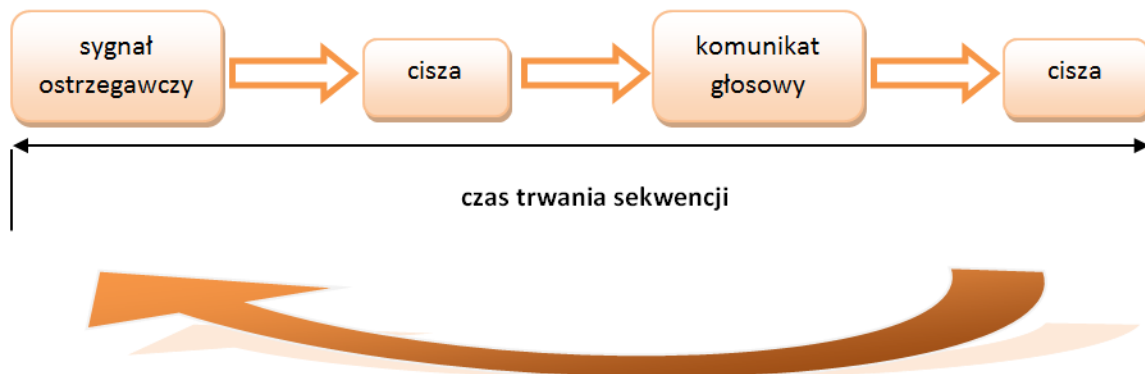 sygnał
ostrzegawczy
cisza
komunikat
głosowy
cisza
czas trwania sekwencji